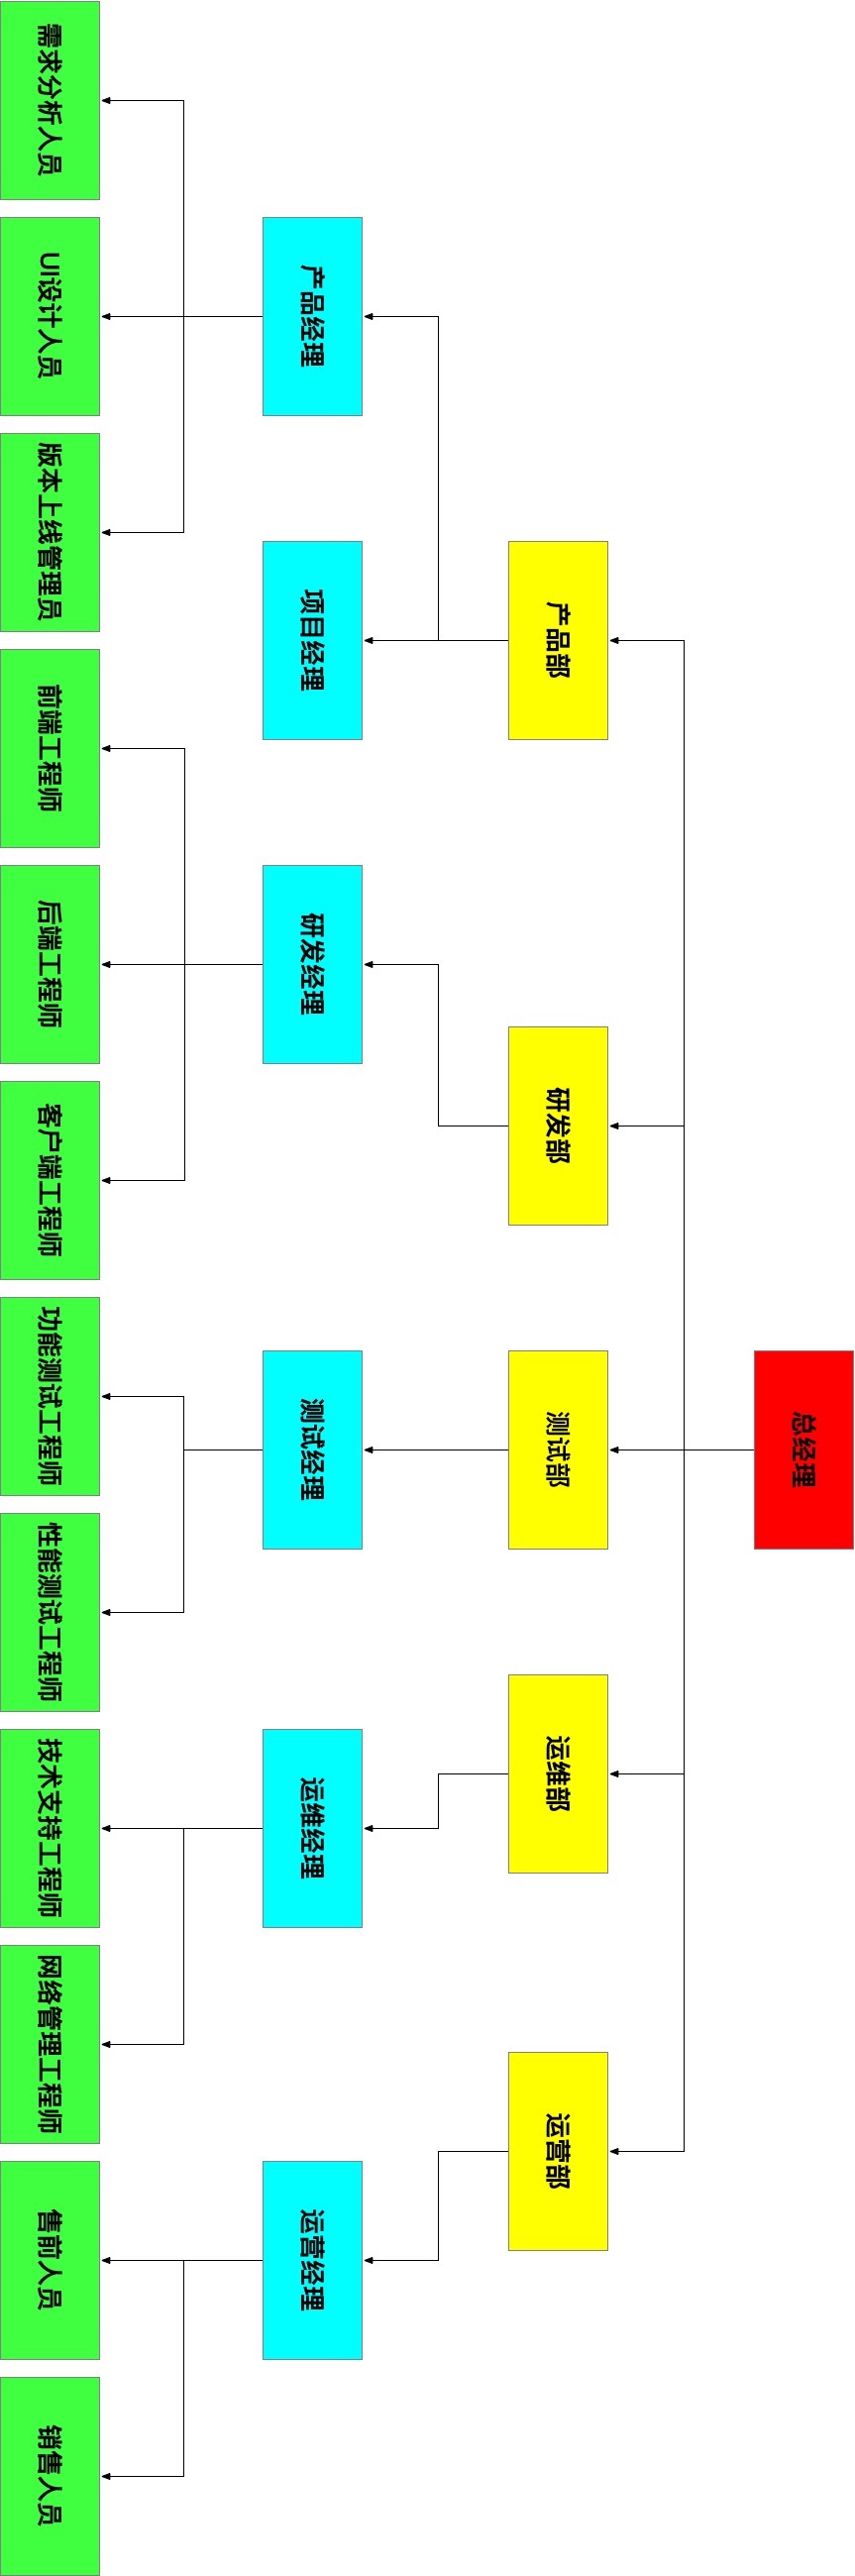 总经理
产品部
研发部
测试部
运维部
运营部
产品经理
项目经理
研发经理
测试经理
运维经理
运营经理
需求分析人员
UI设计人员
版本上线管理员
前端工程师
后端工程师
客户端工程师
功能测试工程师
性能测试工程师
技术支持工程师
网络管理工程师
售前人员
销售人员